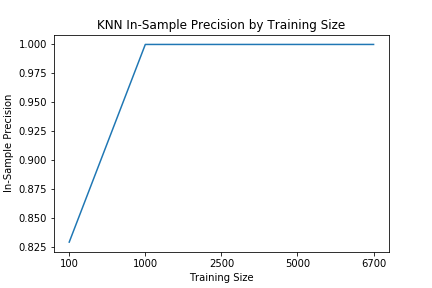 KNN In-Sample Precision by Training Size
1.000
0.975
0.950
0.925
0.900
0.875
0.850
0.825
In-Sample Precision
100 1000 2500 5000 6700
Training Size